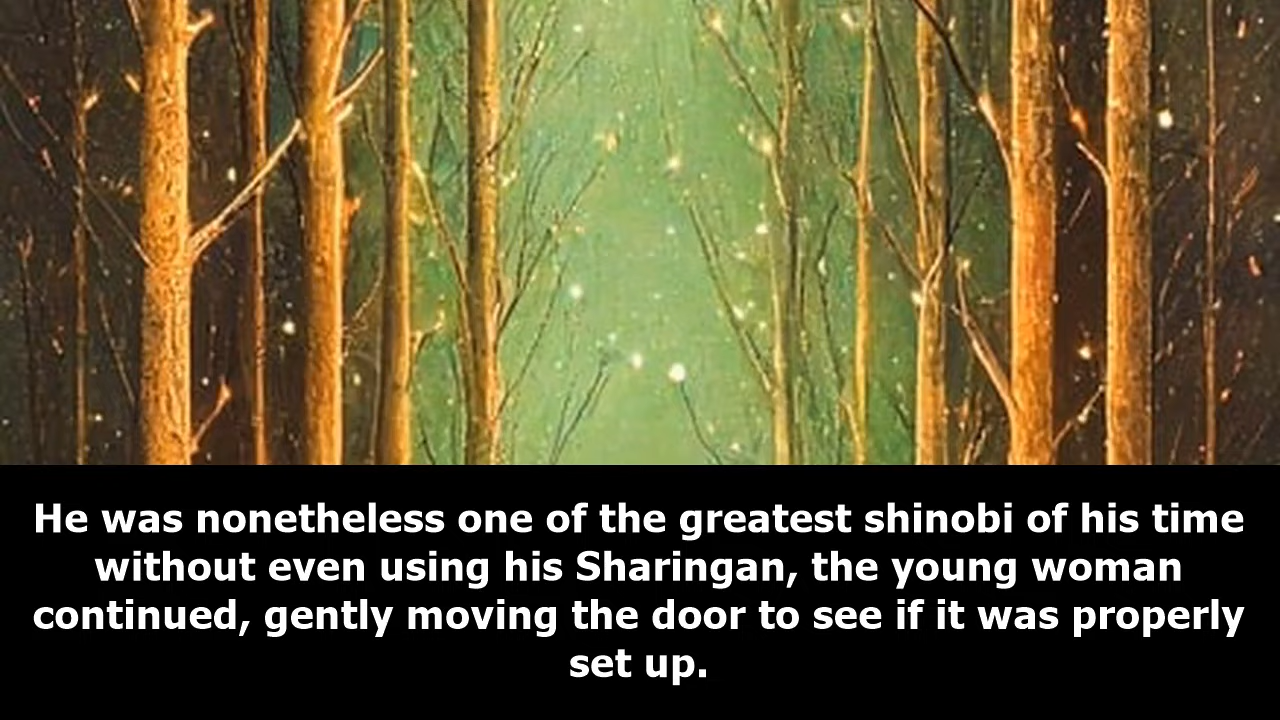 He was nonetheless one of the greatest shinobi of his time
without even using his Sharingan, the young woman
continued, gently moving the door to see if it was properly
set up.